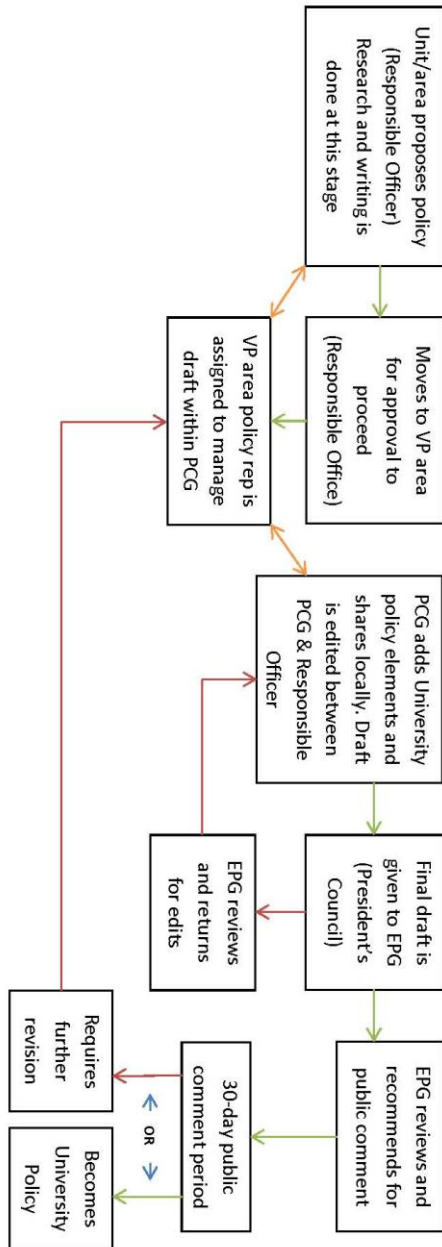 Unit/area proposes policy
(Responsible Officer)
Research and writing is
done at this stage
Moves to VP area
for approval to
proceed
(Responsible Office)
VP area policy rep is
assigned to manage
draft within PCG
PCG adds University
policy elements and
shares locally. Draft
is edited between
PCG & Responsible
Officer
Final draft is
given to EPG
(President's
Council)
EPG reviews
and returns
for edits
EPG reviews and
recommends for
public comment
30-day public
comment period
OR
Requires
further
revision
Becomes
University
Policy